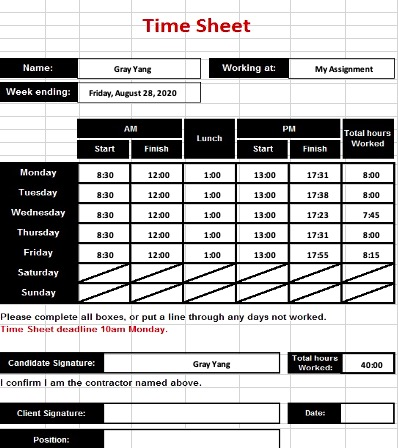 Time Sheet
Name: Gray Yang Working at: My Assignment
Week ending: Friday, August 28, 2020
AM Lunch PM Total hours Worked
Start Finish Start Finish
Monday 8:30 12:00 1:00 13:00 17:31 8:00
Tuesday 8:30 12:00 1:00 13:00 17:38 8:00
Wednesday 8:30 12:00 1:00 13:00 17:23 7:45
Thursday 8:30 12:00 1:00 13:00 17:31 8:00
Friday 8:30 12:00 1:00 13:00 17:55 8:15
Saturday
Sunday
Please complete all boxes, or put a line through any days not worked.
Time Sheet deadline 10am Monday.
Candidate Signature: Gray Yang Total hours Worked: 40:00
I confirm I am the contractor named above.
Client Signature: Date:
Position: